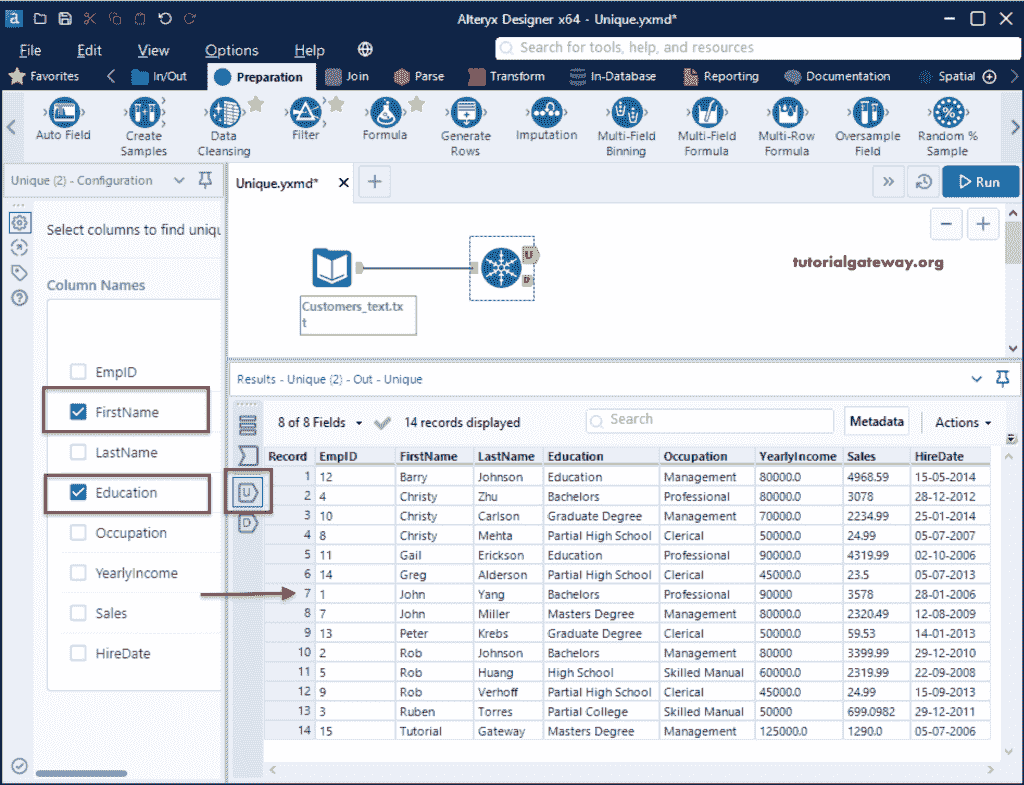 a Alteryx Designer x64 - Unique.yxmd*
File Edit View Options Help Search for tools, help, and resources
Favorites In/Out Preparation Join Parse Transform In-Database Reporting Documentation Spatial
Auto Field Create Samples Data Cleansing Filter Formula Generate Rows Imputation Multi-Field Binning Multi-Field Formula Multi-Row Formula Oversample Field Random % Sample
Unique (2) - Configuration
Unique.yxmd*
Run
Select columns to find uniqu
Column Names
EmpID
FirstName
LastName
Education
Occupation
YearlyIncome
Sales
HireDate
U
D
Customers_text.tx
t
tutorialgateway.org
Results - Unique (2) - Out - Unique
8 of 8 Fields 14 records displayed Search Metadata Actions
U
D
Record EmpID FirstName LastName Education Occupation YearlyIncome Sales HireDate
1 12 Barry Johnson Education Management 80000.0 4968.59 15-05-2014
2 4 Christy Zhu Bachelors Professional 80000.0 3078 28-12-2012
3 10 Christy Carlson Graduate Degree Management 70000.0 2234.99 25-01-2014
4 8 Christy Mehta Partial High School Clerical 50000.0 24.99 05-07-2007
5 11 Gail Erickson Education Professional 90000.0 4319.99 02-10-2006
6 14 Greg Alderson Partial High School Clerical 45000.0 23.5 05-07-2013
7 1 John Yang Bachelors Professional 90000 3578 28-01-2006
8 7 John Miller Masters Degree Management 80000.0 2320.49 12-08-2009
9 13 Peter Krebs Graduate Degree Clerical 50000.0 59.53 14-01-2013
10 2 Rob Johnson Bachelors Management 80000 3399.99 29-12-2010
11 5 Rob Huang High School Skilled Manual 60000.0 2319.99 22-09-2008
12 9 Rob Verhoff Partial High School Clerical 45000.0 24.99 15-09-2013
13 3 Ruben Torres Partial College Skilled Manual 50000 699.0982 29-12-2011
14 15 Tutorial Gateway Masters Degree Management 125000.0 1290.0 05-07-2006